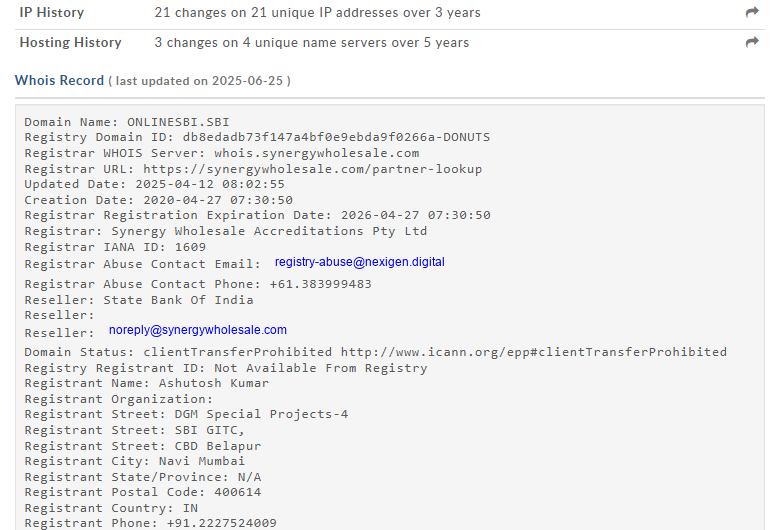 IP History 21 changes on 21 unique IP addresses over 3 years
Hosting History 3 changes on 4 unique name servers over 5 years
Whois Record ( last updated on 2025-06-25 )
Domain Name: ONLINESBI.SBI
Registry Domain ID: db8edadb73f147a4bf0e9ebda9f0266a-DONUTS
Registrar WHOIS Server: whois.synergywholesale.com
Registrar URL: https://synergywholesale.com/partner-lookup
Updated Date: 2025-04-12 08:02:55
Creation Date: 2020-04-27 07:30:50
Registrar Registration Expiration Date: 2026-04-27 07:30:50
Registrar: Synergy Wholesale Accreditations Pty Ltd
Registrar IANA ID: 1609
Registrar Abuse Contact Email: registry-abuse@nexigen.digital
Registrar Abuse Contact Phone: +61.383999483
Reseller: State Bank Of India
Reseller:
Reseller: noreply@synergywholesale.com
Domain Status: clientTransferProhibited http://www.icann.org/epp#clientTransferProhibited
Registry Registrant ID: Not Available From Registry
Registrant Name: Ashutosh Kumar
Registrant Organization:
Registrant Street: DGM Special Projects-4
Registrant Street: SBI GITC,
Registrant Street: CBD Belapur
Registrant City: Navi Mumbai
Registrant State/Province: N/A
Registrant Postal Code: 400614
Registrant Country: IN
Registrant Phone: +91.2227524009